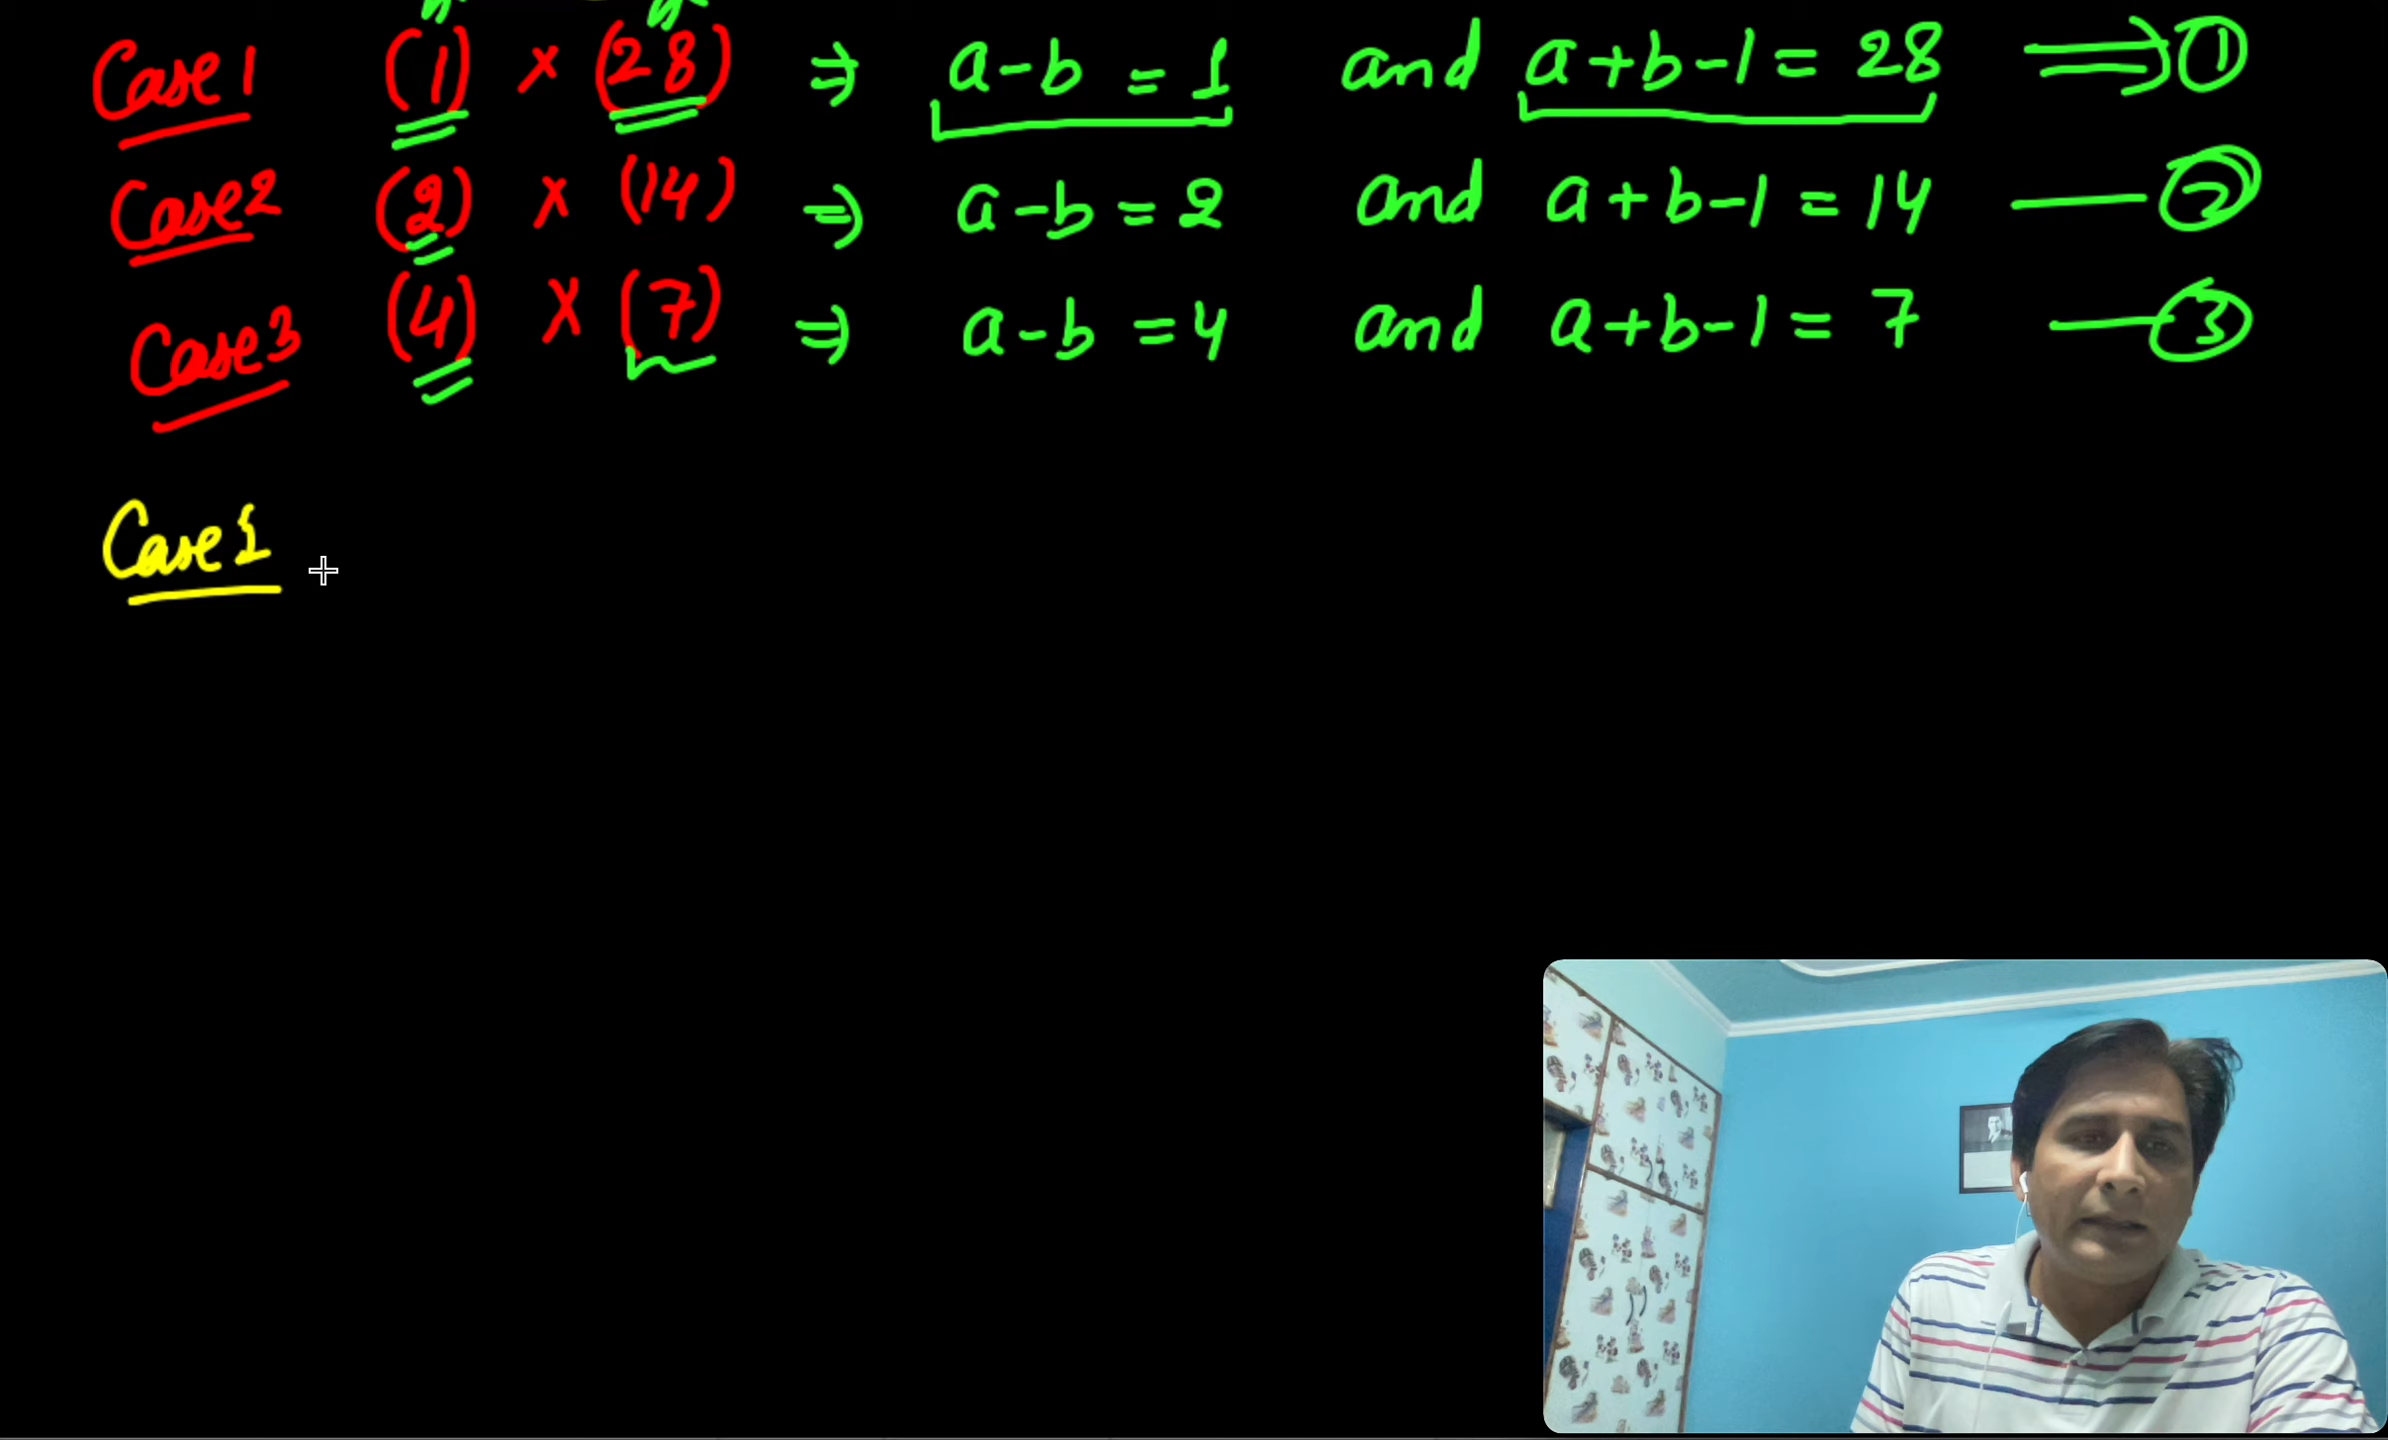 Case 1 (1) × (28) ⇒ a-b = 1 and a+b-1 = 28 ⟹ ①
Case 2 (2) × (14) ⇒ a-b = 2 and a+b-1 = 14 — ②
Case 3 (4) × (7) ⇒ a-b = 4 and a+b-1 = 7 — ③
Case 1